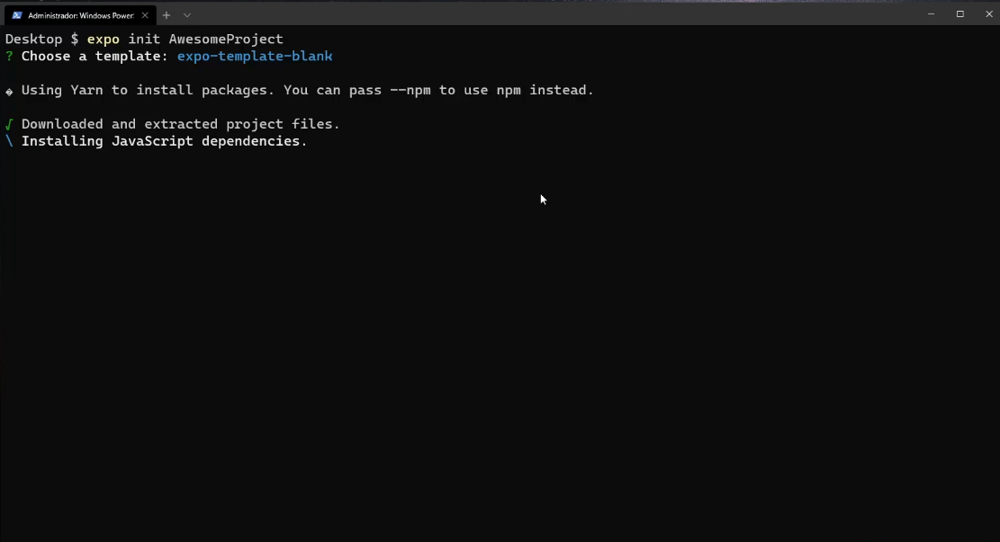 Administrador: Windows Power
Desktop $ expo init AwesomeProject
? Choose a template: expo-template-blank
� Using Yarn to install packages. You can pass --npm to use npm instead.
√ Downloaded and extracted project files.
\ Installing JavaScript dependencies.